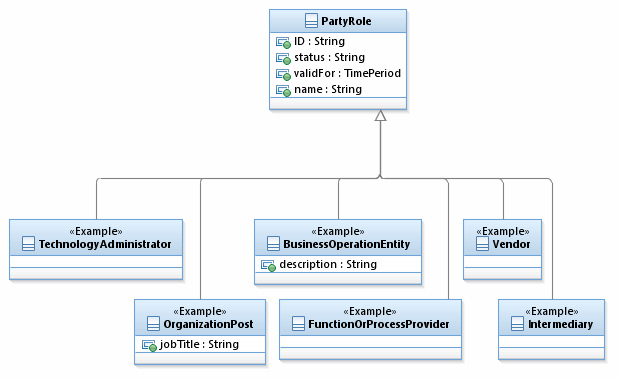 PartyRole
ID : String
status : String
validFor : TimePeriod
name : String
«Example»
TechnologyAdministrator
«Example»
BusinessOperationEntity
description : String
«Example»
Vendor
«Example»
OrganizationPost
jobTitle : String
«Example»
FunctionOrProcessProvider
«Example»
Intermediary